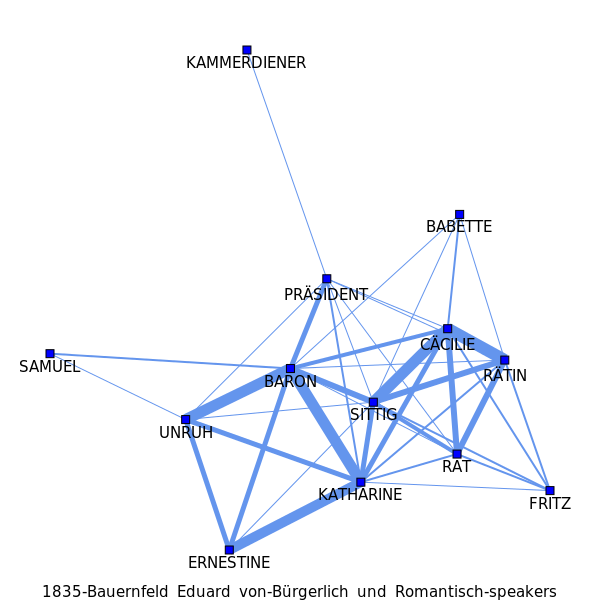 KAMMERDIENER
BABETTE
PRÄSIDENT
CÄCILIE
SAMUEL
RÄTIN
BARON
SITTIG
UNRUH
RAT
KATHARINE
FRITZ
ERNESTINE
1835-Bauernfeld Eduard von-Bürgerlich und Romantisch-speakers